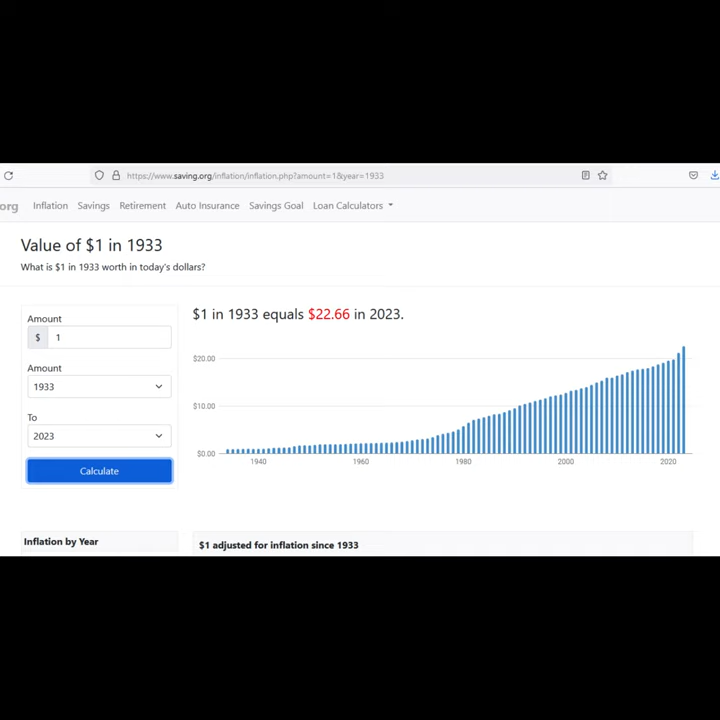 https://www.saving.org/inflation/inflation.php?amount=1&year=1933
org Inflation Savings Retirement Auto Insurance Savings Goal Loan Calculators
Value of $1 in 1933
What is $1 in 1933 worth in today's dollars?
Amount
$ 1
Amount
1933
To
2023
Calculate
$1 in 1933 equals $22.66 in 2023.
$20.00
$10.00
$0.00
1940 1960 1980 2000 2020
Inflation by Year
$1 adjusted for inflation since 1933